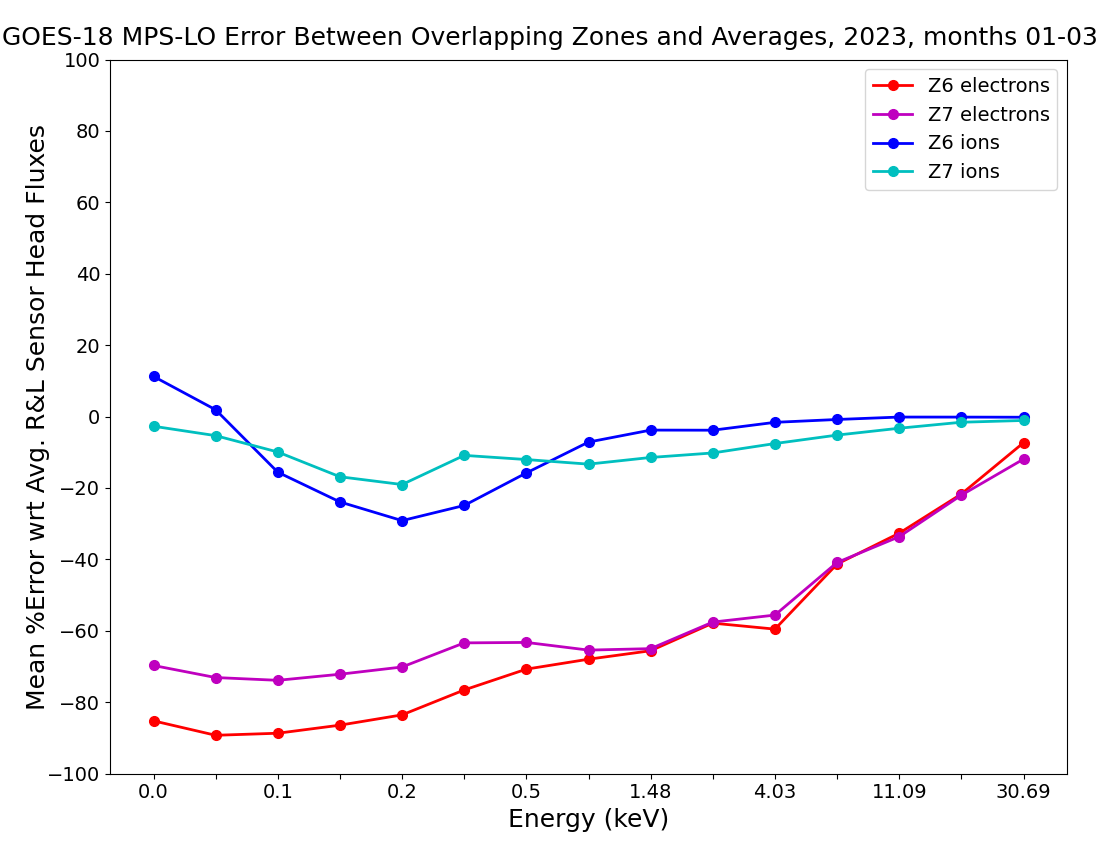 GOES-18 MPS-LO Error Between Overlapping Zones and Averages, 2023, months 01-03
Mean %Error wrt Avg. R&L Sensor Head Fluxes
100
80
60
40
20
0
−20
−40
−60
−80
−100
Z6 electrons
Z7 electrons
Z6 ions
Z7 ions
0.0 0.1 0.2 0.5 1.48 4.03 11.09 30.69
Energy (keV)